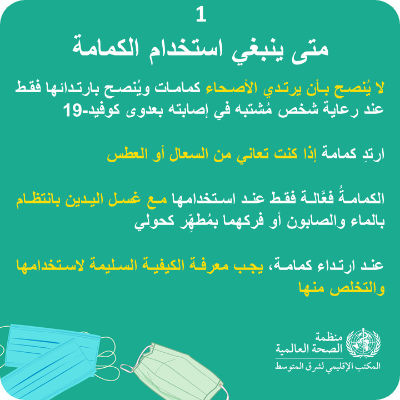 1
متى ينبغي استخدام الكمامة
لا يُنصح بأن يرتدي الأصحاء كمامات ويُنصح بارتدائها فقط
عند رعاية شخص مُشتبه في إصابته بعدوى كوفيد-19
ارتدِ كمامة إذا كنت تعاني من السعال أو العطس
الكمامةُ فعَّالة فقط عند استخدامها مع غسل اليدين بانتظام
بالماء والصابون أو فركهما بمُطهِّر كحولي
عند ارتداء كمامة، يجب معرفة الكيفية السليمة لاستخدامها
والتخلص منها
منظمة
الصحة العالمية
المكتب الإقليمي لشرق المتوسط